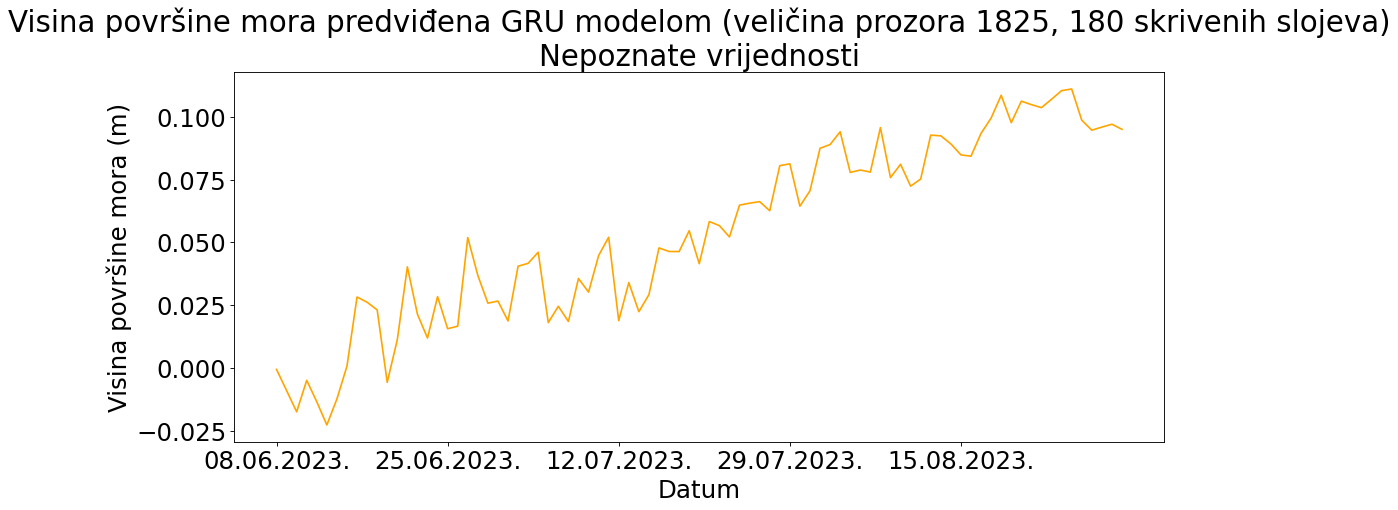 Visina površine mora predviđena GRU modelom (veličina prozora 1825, 180 skrivenih slojeva)
Nepoznate vrijednosti
Visina površine mora (m)
0.100
0.075
0.050
0.025
0.000
−0.025
08.06.2023. 25.06.2023. 12.07.2023. 29.07.2023. 15.08.2023.
Datum